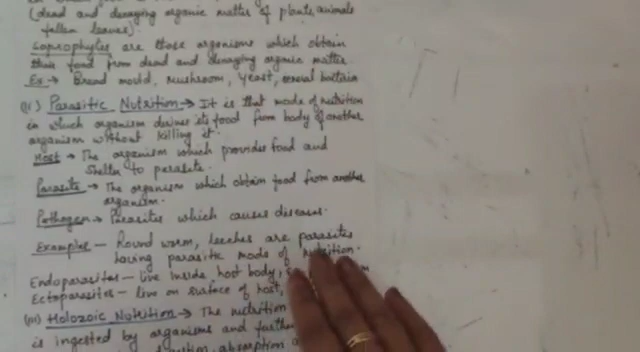 (dead and decaying organic matter of plants, animals
fallen leaves).
Saprophytes are those organisms which obtain
their food from dead and decaying organic matter.
Ex → Bread mould, mushroom, yeast,
(ii) Parasitic Nutrition → It is that mode of nutrition
in which organism derives its food from body of another
organism without killing it.
Host → The organism which provides food and
shelter to parasite.
Parasite → The organism which obtain food from another
organism.
Pathogen → Parasites which causes diseases.
Examples – Round worm, leeches are parasites
having parasitic mode of nutrition.
Endoparasites – live inside host body,
Ectoparasites – live on surface of host,
(iii) Holozoic Nutrition → The nutrition
is ingested by organisms and further
absorption